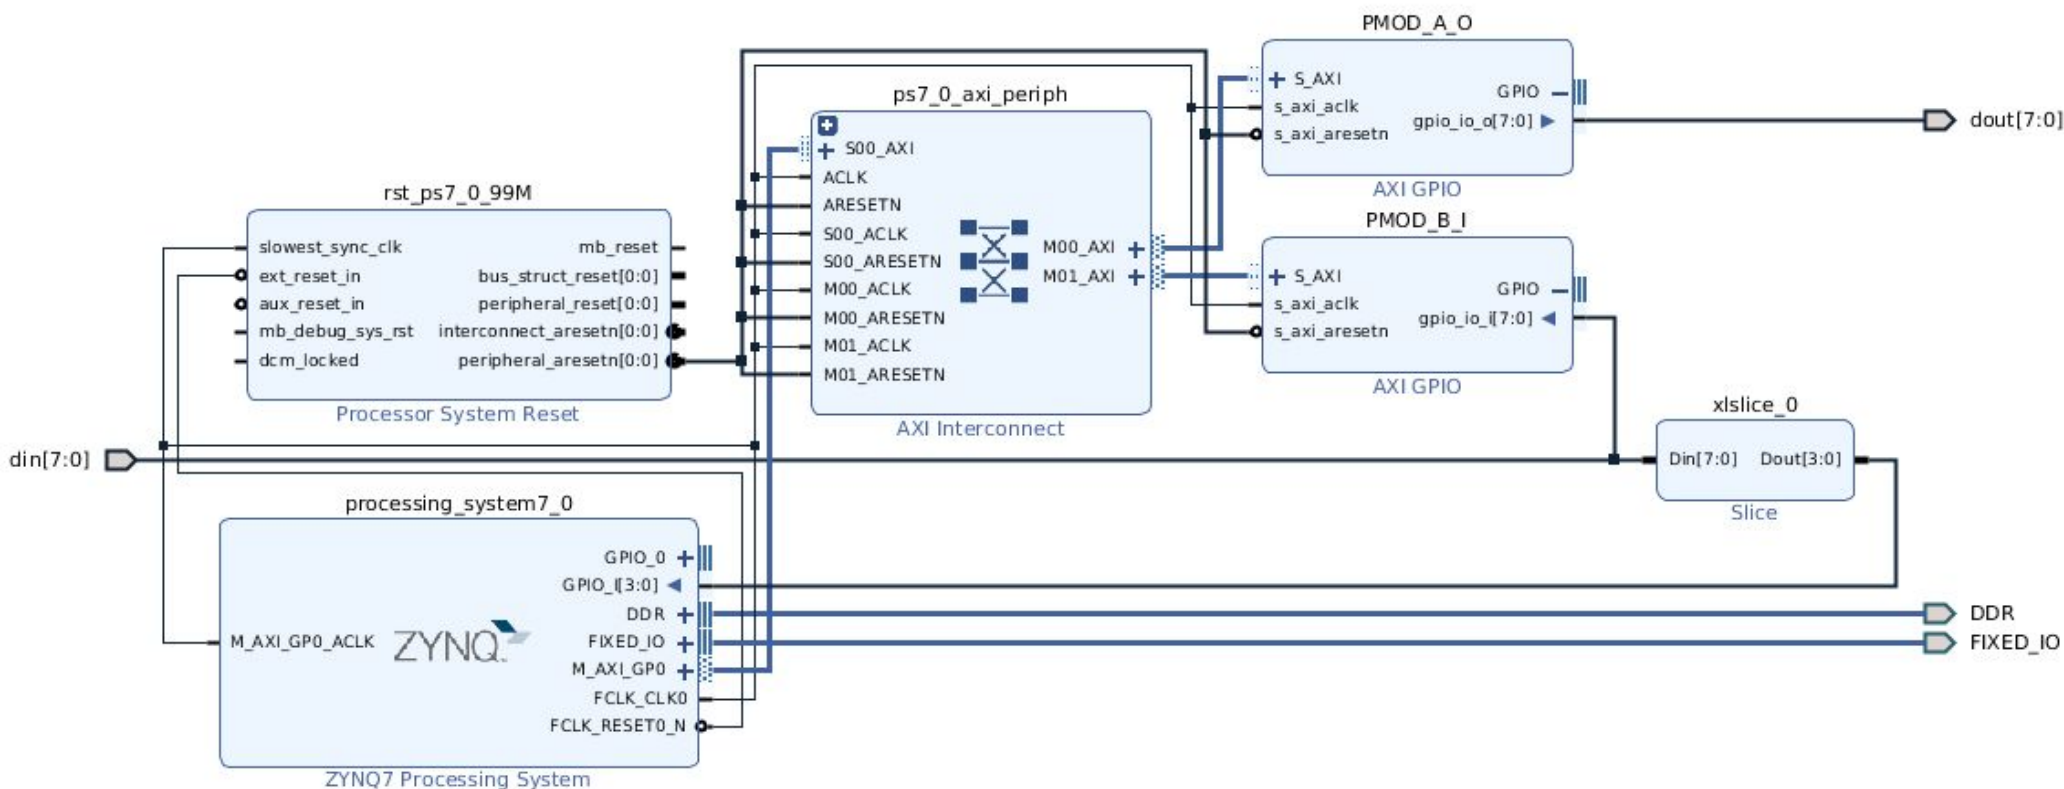 PMOD_A_O
S_AXI
s_axi_aclk
s_axi_aresetn
GPIO
gpio_io_o[7:0]
AXI GPIO
dout[7:0]
ps7_0_axi_periph
S00_AXI
ACLK
ARESETN
S00_ACLK
S00_ARESETN
M00_ACLK
M00_ARESETN
M01_ACLK
M01_ARESETN
M00_AXI
M01_AXI
AXI Interconnect
rst_ps7_0_99M
slowest_sync_clk
ext_reset_in
aux_reset_in
mb_debug_sys_rst
dcm_locked
mb_reset
bus_struct_reset[0:0]
peripheral_reset[0:0]
interconnect_aresetn[0:0]
peripheral_aresetn[0:0]
Processor System Reset
PMOD_B_I
S_AXI
s_axi_aclk
s_axi_aresetn
GPIO
gpio_io_i[7:0]
AXI GPIO
din[7:0]
xlslice_0
Din[7:0]
Dout[3:0]
Slice
processing_system7_0
M_AXI_GP0_ACLK
ZYNQ
GPIO_0
GPIO_I[3:0]
DDR
FIXED_IO
M_AXI_GP0
FCLK_CLK0
FCLK_RESET0_N
ZYNQ7 Processing System
DDR
FIXED_IO